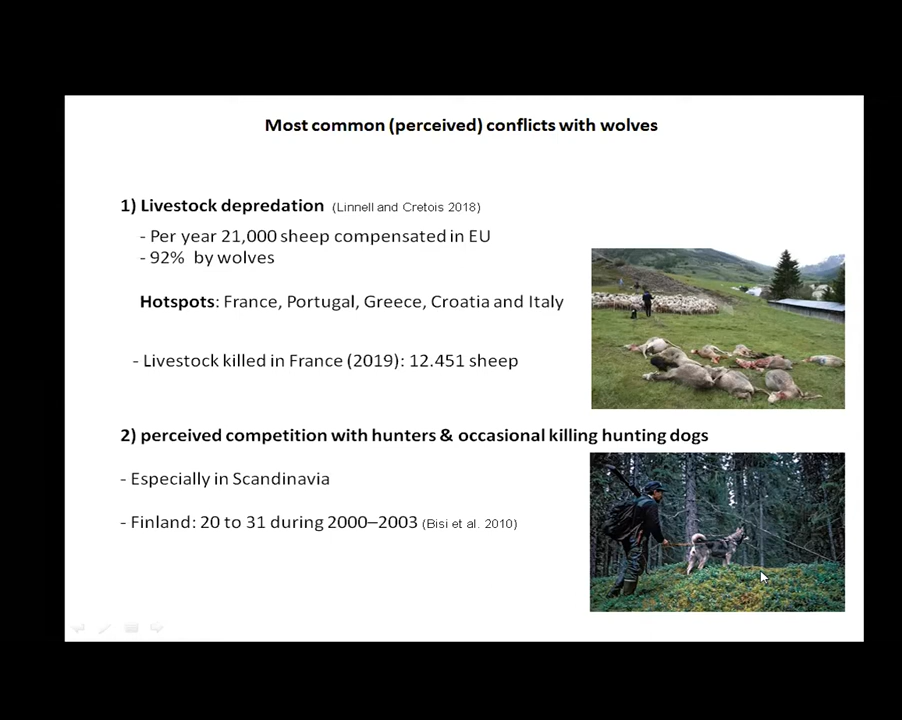 Most common (perceived) conflicts with wolves
1) Livestock depredation (Linnell and Cretois 2018)
- Per year 21,000 sheep compensated in EU
- 92% by wolves
Hotspots: France, Portugal, Greece, Croatia and Italy
- Livestock killed in France (2019): 12.451 sheep
2) perceived competition with hunters & occasional killing hunting dogs
- Especially in Scandinavia
- Finland: 20 to 31 during 2000–2003 (Bisi et al. 2010)